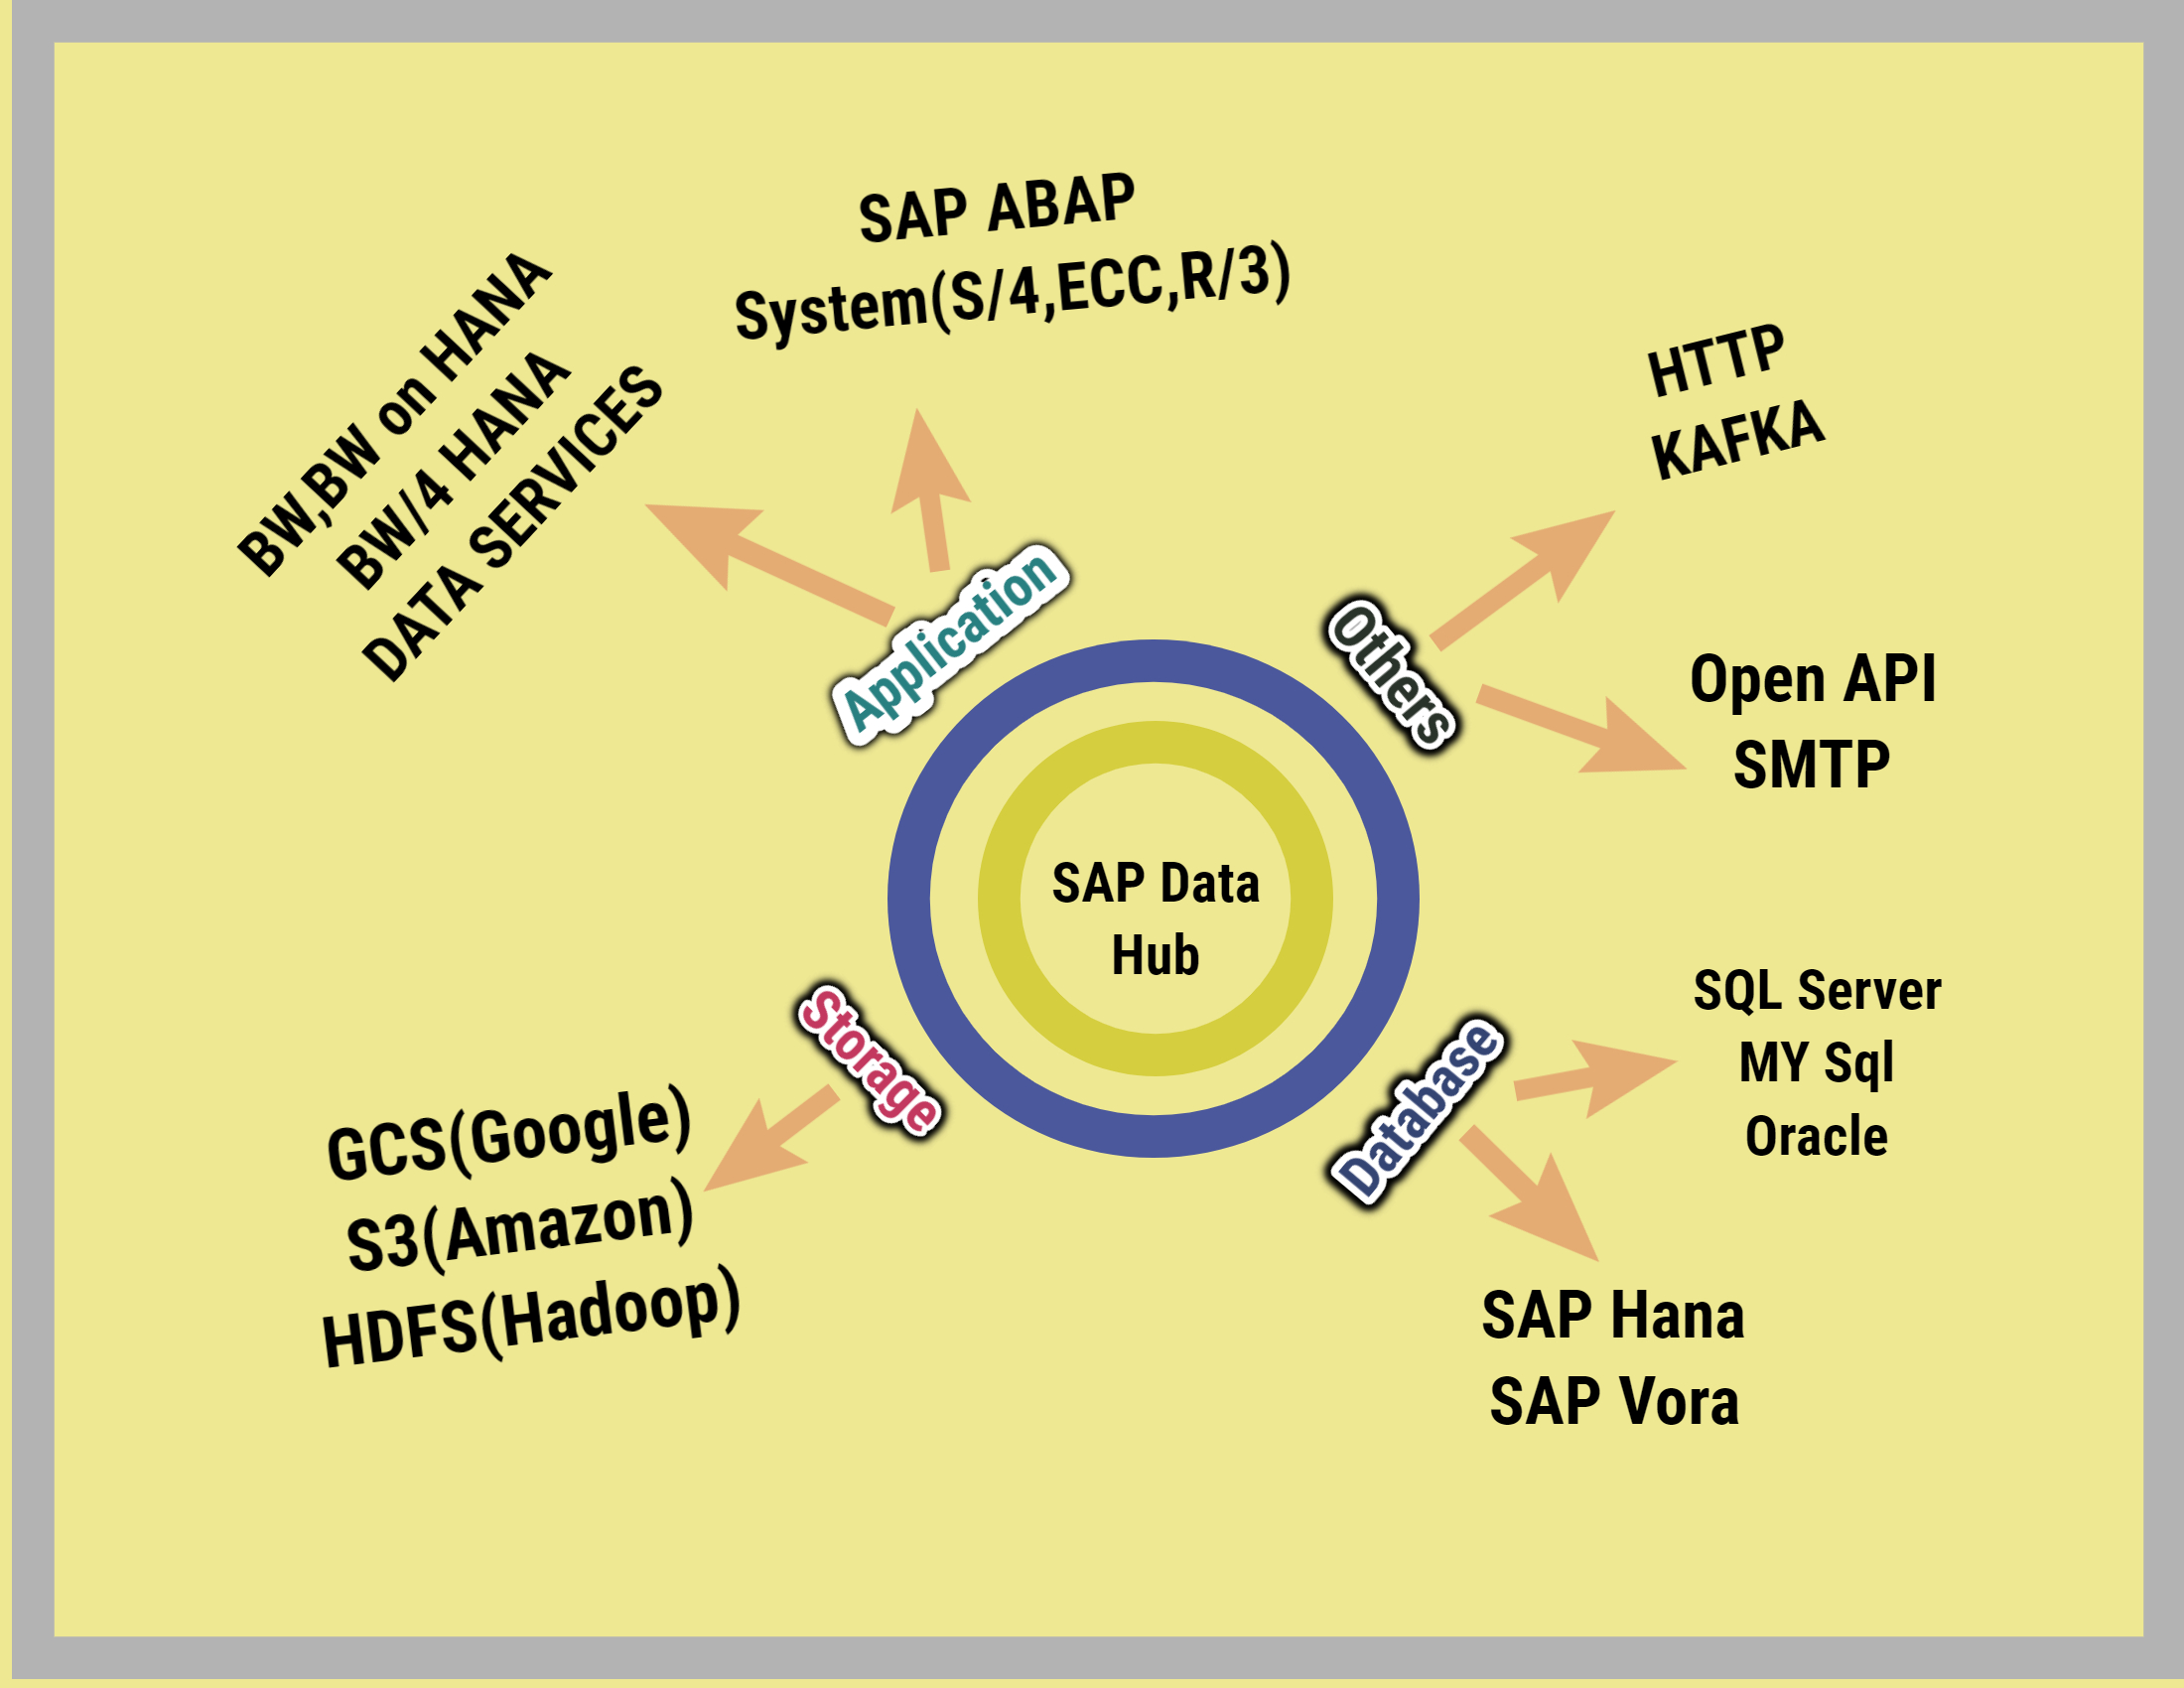 SAP ABAP
System(S/4,ECC,R/3)
BW,BW on HANA
BW/4 HANA
DATA SERVICES
HTTP
KAFKA
Application
Others
Open API
SMTP
SAP Data
Hub
Storage
Database
SQL Server
MY Sql
Oracle
GCS(Google)
S3(Amazon)
HDFS(Hadoop)
SAP Hana
SAP Vora